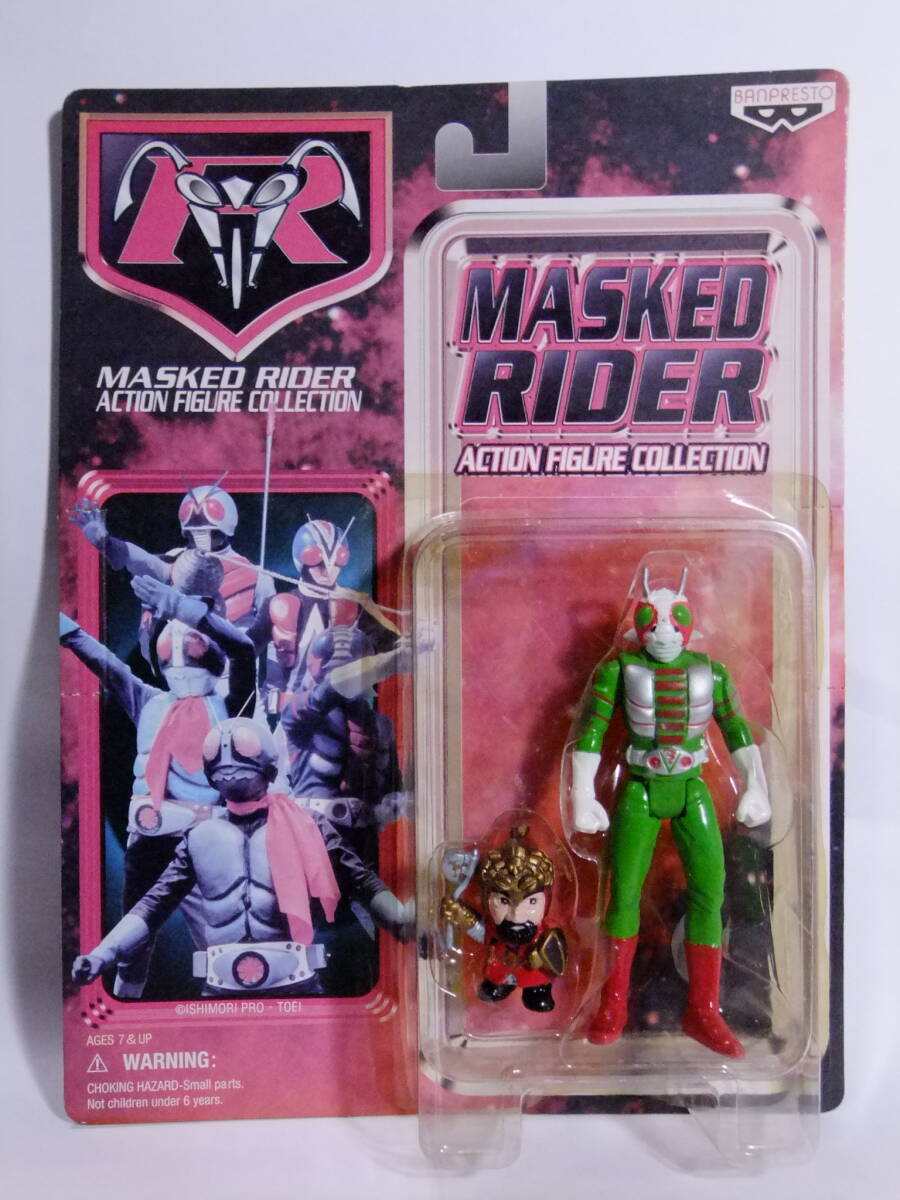 BANPRESTO
R
MASKED RIDER
ACTION FIGURE COLLECTION
MASKED
RIDER
ACTION FIGURE COLLECTION
©ISHIMORI PRO - TOEI
AGES 7 & UP
WARNING:
CHOKING HAZARD-Small parts.
Not children under 6 years.